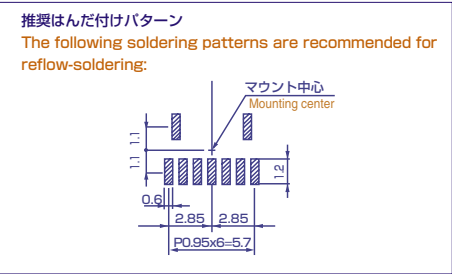 推奨はんだ付けパターン
The following soldering patterns are recommended for
reflow-soldering:
マウント中心
Mounting center
1.1
1.1
1.2
0.6
2.85 2.85
P0.95x6=5.7